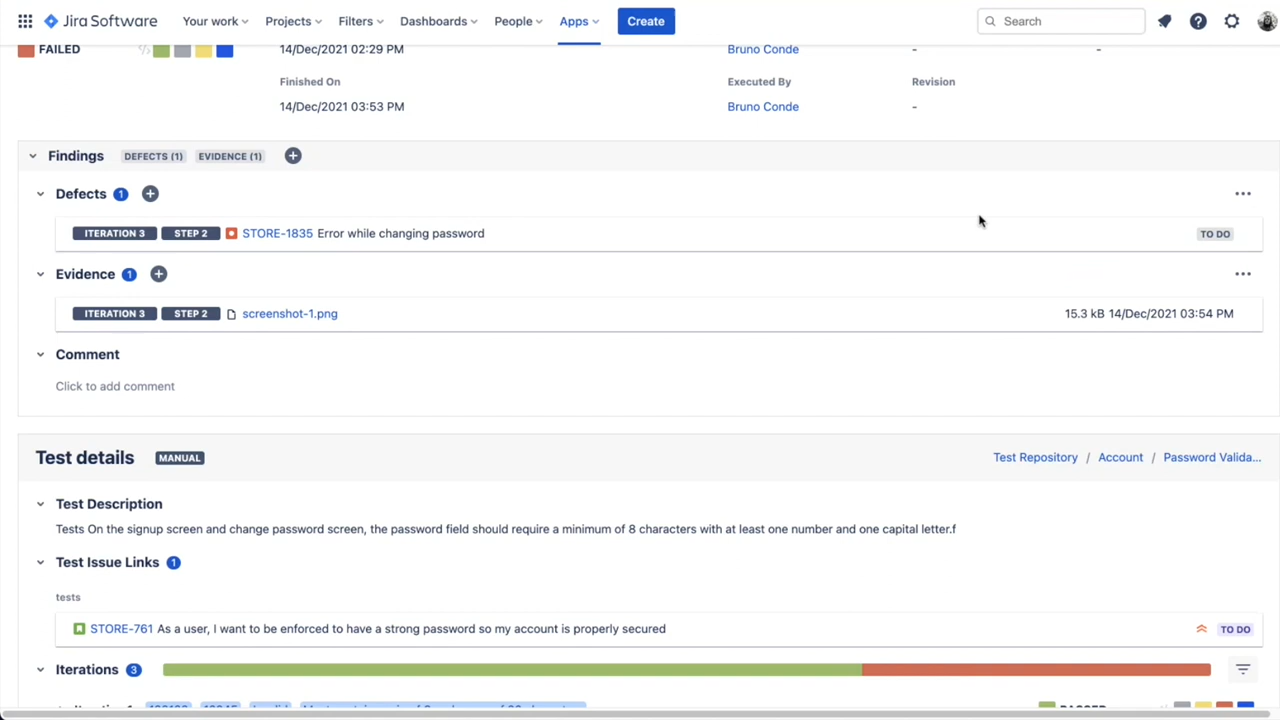 Jira Software Your work Projects Filters Dashboards People Apps Create Search
FAILED 14/Dec/2021 02:29 PM Bruno Conde - -
Finished On Executed By Revision
14/Dec/2021 03:53 PM Bruno Conde -
Findings DEFECTS (1) EVIDENCE (1)
Defects 1
ITERATION 3 STEP 2 STORE-1835 Error while changing password TO DO
Evidence 1
ITERATION 3 STEP 2 screenshot-1.png 15.3 kB 14/Dec/2021 03:54 PM
Comment
Click to add comment
Test details MANUAL Test Repository / Account / Password Valida...
Test Description
Tests On the signup screen and change password screen, the password field should require a minimum of 8 characters with at least one number and one capital letter.f
Test Issue Links 1
tests
STORE-761 As a user, I want to be enforced to have a strong password so my account is properly secured TO DO
Iterations 3
PASSED